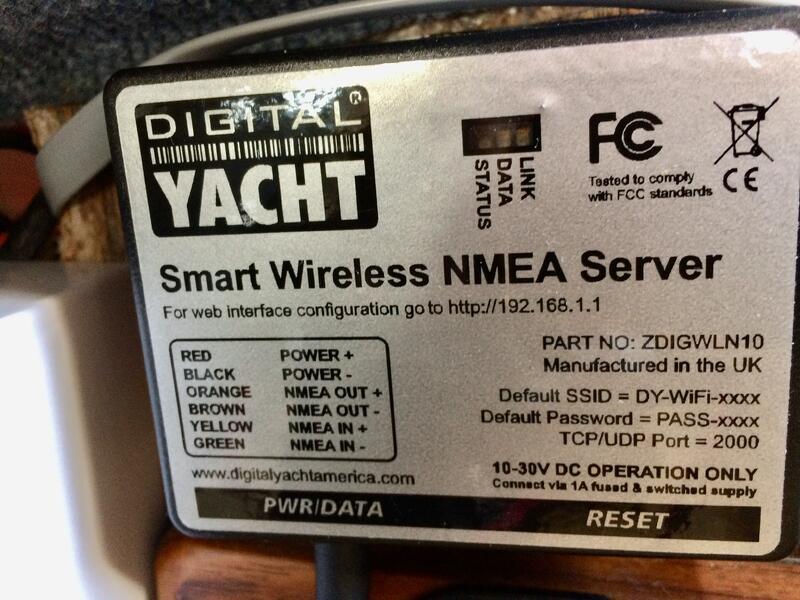 DIGITAL®
YACHT
LINK
DATA
STATUS
FC
Tested to comply
with FCC standards
CE
Smart Wireless NMEA Server
For web interface configuration go to http://192.168.1.1
RED POWER +
BLACK POWER -
ORANGE NMEA OUT +
BROWN NMEA OUT -
YELLOW NMEA IN +
GREEN NMEA IN -
PART NO: ZDIGWLN10
Manufactured in the UK
Default SSID = DY-WiFi-xxxx
Default Password = PASS-xxxx
TCP/UDP Port = 2000
www.digitalyachtamerica.com
10-30V DC OPERATION ONLY
Connect via 1A fused & switched supply
PWR/DATA
RESET